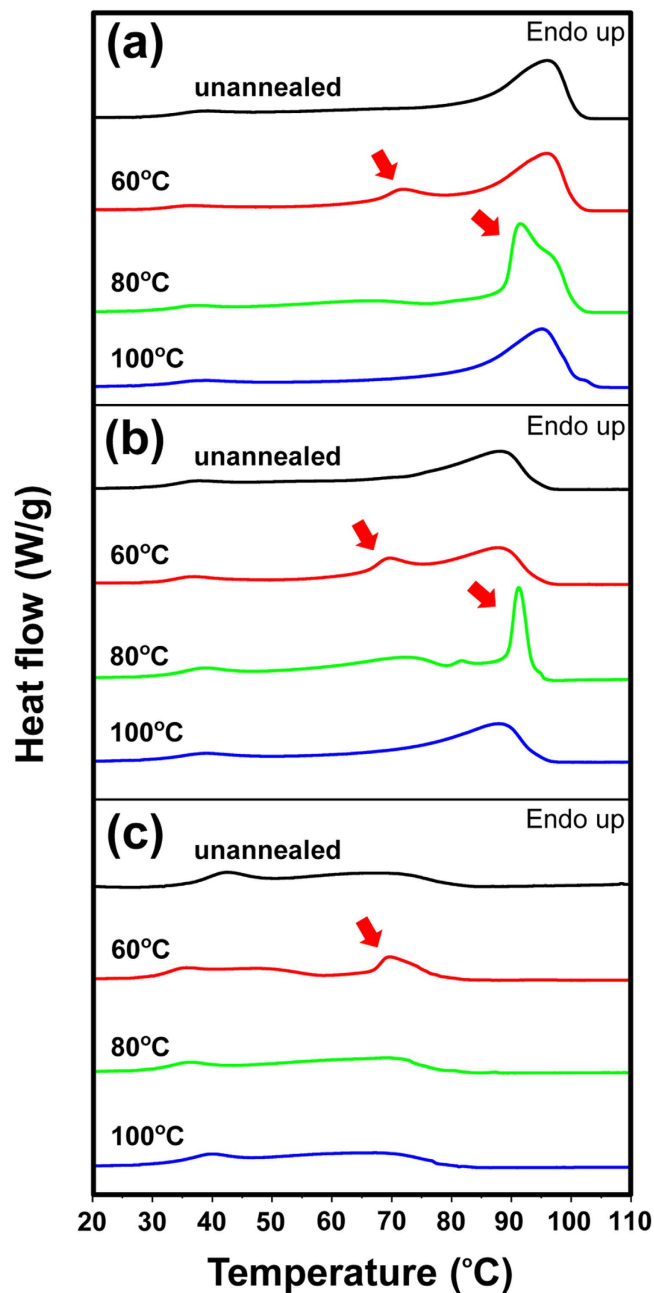 (a)
Endo up
unannealed
60°C
80°C
100°C
(b)
Endo up
unannealed
60°C
80°C
100°C
(c)
Endo up
unannealed
60°C
80°C
100°C
Heat flow (W/g)
20 30 40 50 60 70 80 90 100 110
Temperature (°C)